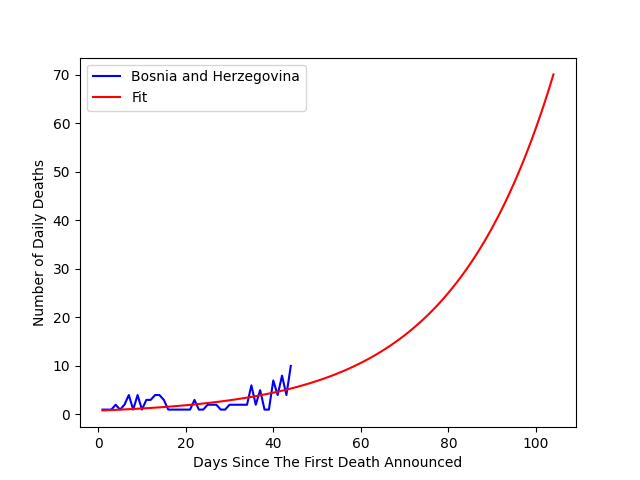 Bosnia and Herzegovina
Fit
Number of Daily Deaths
70
60
50
40
30
20
10
0
0 20 40 60 80 100
Days Since The First Death Announced